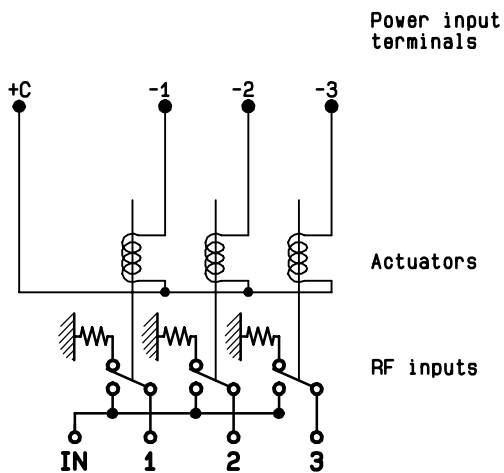 Power input
terminals
+C -1 -2 -3
Actuators
RF inputs
IN 1 2 3